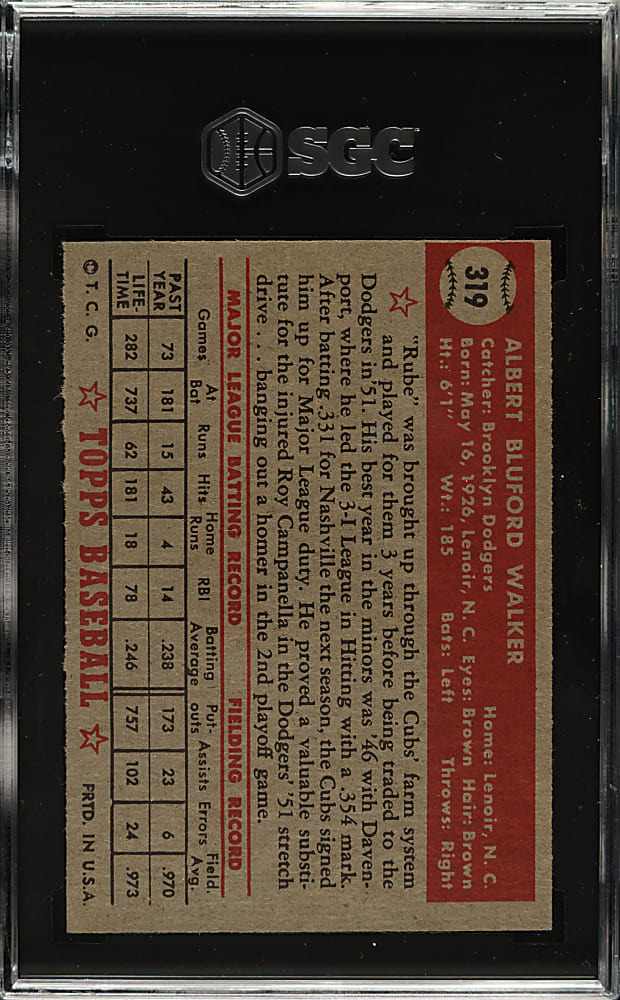 SGC
319
ALBERT BLUFORD WALKER
Catcher: Brooklyn Dodgers Home: Lenoir, N. C.
Born: May 16, 1926, Lenoir, N. C. Eyes: Brown Hair: Brown
Ht.: 6'1" Wt.: 185 Bats: Left Throws: Right
"Rube" was brought up through the Cubs' farm system
and played for them 3 years before being traded to the
Dodgers in '51. His best year in the minors was '46 with Daven-
port, where he led the 3-I League in Hitting with a .354 mark.
After batting .331 for Nashville the next season, the Cubs signed
him up for Major League duty. He proved a valuable substi-
tute for the injured Roy Campanella in the Dodgers' '51 stretch
drive . . . banging out a homer in the 2nd playoff game.
MAJOR LEAGUE BATTING RECORD FIELDING RECORD
Games At Bat Runs Hits Home Runs RBI Batting Average Put-outs Assists Errors Field. Avg.
PAST YEAR 73 181 15 43 4 14 .238 173 23 6 .970
LIFE-TIME 282 737 62 181 18 78 .246 757 102 24 .973
© T. C. G. TOPPS BASEBALL PRTD. IN U.S.A.